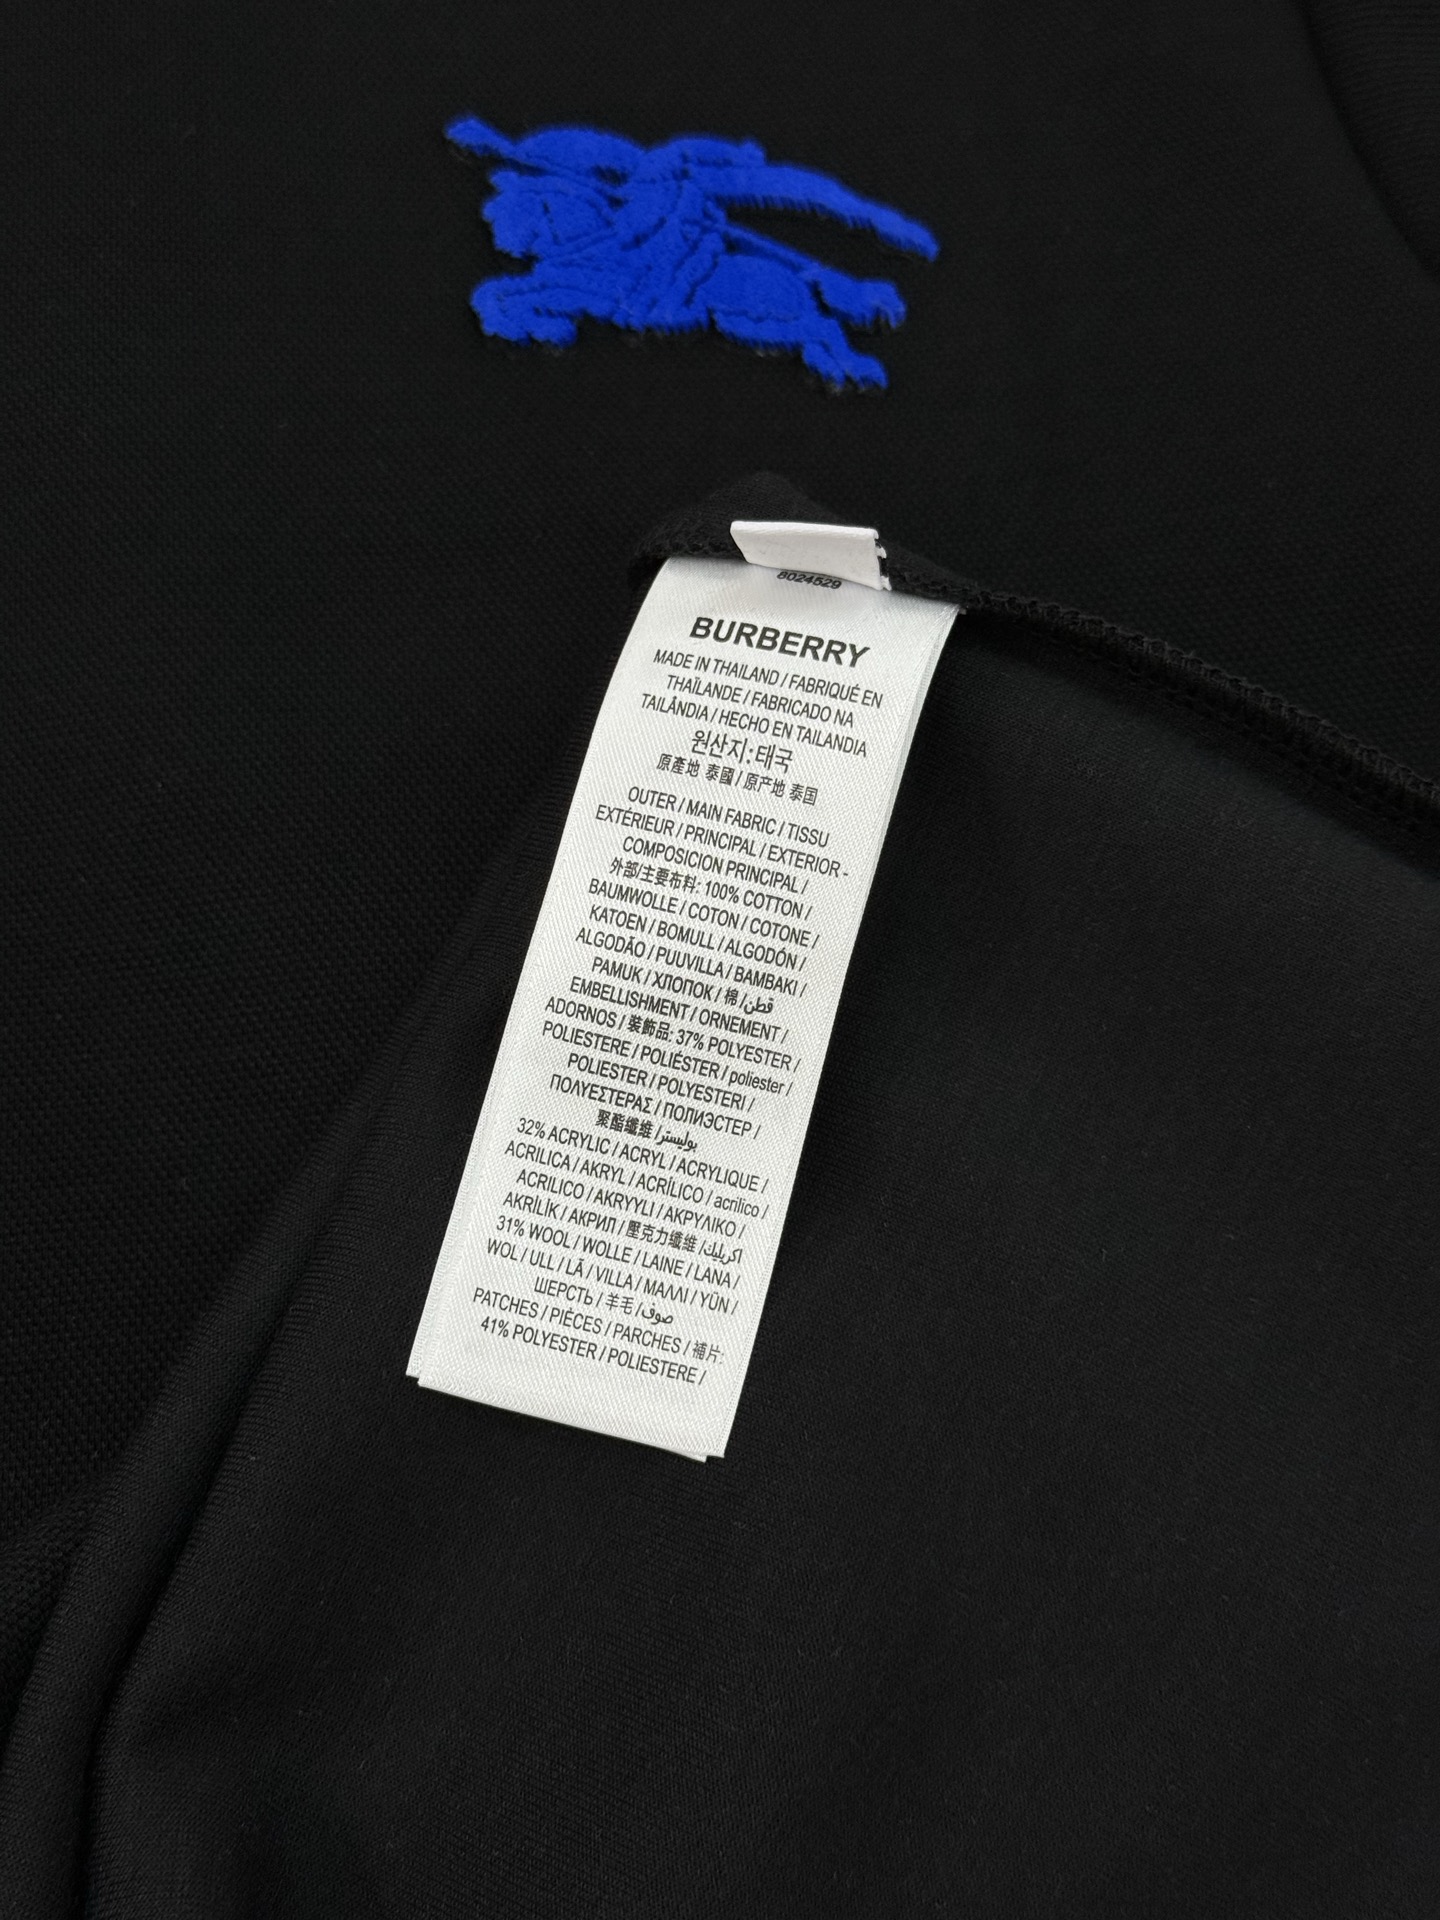 8024529
BURBERRY
MADE IN THAILAND / FABRIQUÉ EN
THAÏLANDE / FABRICADO NA
TAILÂNDIA / HECHO EN TAILANDIA
원산지:태국
原產地 泰國 / 原产地 泰国
OUTER / MAIN FABRIC / TISSU
EXTÉRIEUR / PRINCIPAL / EXTERIOR -
COMPOSICION PRINCIPAL /
外部/主要布料: 100% COTTON /
BAUMWOLLE / COTON / COTONE /
KATOEN / BOMULL / ALGODÓN /
ALGODÃO / PUUVILLA / BAMBAKI /
PAMUK / ХЛОПОК / 棉 / قطن
EMBELLISHMENT / ORNEMENT /
ADORNOS / 裝飾品: 37% POLYESTER /
POLIESTERE / POLIÉSTER / poliester /
POLIESTER / POLYESTERI /
ΠΟΛΥΕΣΤΕΡΑΣ / ПОЛИЭСТЕР /
聚酯纖维 / بوليستر
32% ACRYLIC / ACRYL / ACRYLIQUE /
ACRILICA / AKRYL / ACRÍLICO / acrilico /
ACRILICO / AKRYYLI / ΑΚΡΥΛΙΚΟ /
AKRİLİK / АКРИЛ / 壓克力纖维 / اكريليك
31% WOOL / WOLLE / LAINE / LANA /
WOL / ULL / LÃ / VILLA / ΜΑΛΛΙ / YÜN /
ШЕРСТЬ / 羊毛 / صوف
PATCHES / PIÈCES / PARCHES / 補片:
41% POLYESTER / POLIESTERE /